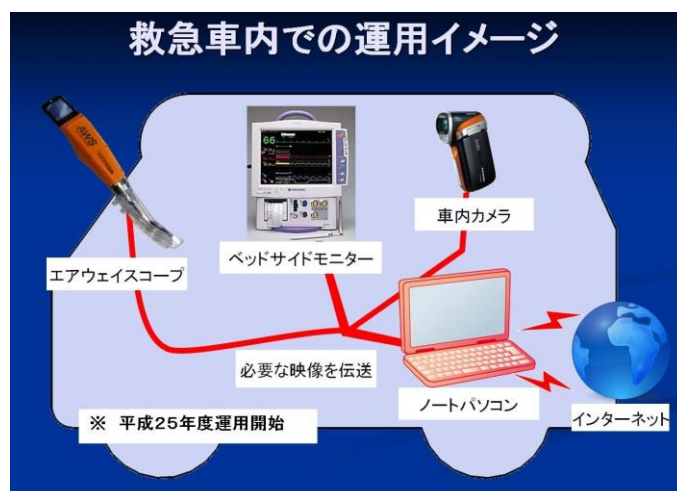 救急車内での運用イメージ
AWS
66
エアウェイスコープ
ベッドサイドモニター
車内カメラ
必要な映像を伝送
ノートパソコン
インターネット
※ 平成25年度運用開始